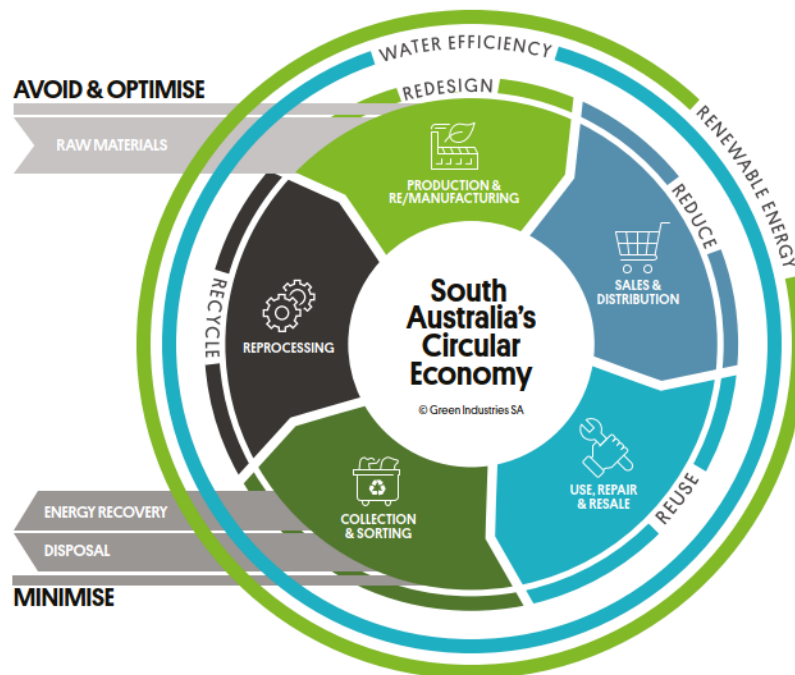 WATER EFFICIENCY
AVOID & OPTIMISE
REDESIGN
RENEWABLE ENERGY
RAW MATERIALS
PRODUCTION &
RE/MANUFACTURING
REDUCE
SALES &
DISTRIBUTION
RECYCLE
REPROCESSING
South
Australia's
Circular
Economy
© Green Industries SA
USE, REPAIR
& RESALE
REUSE
COLLECTION
& SORTING
ENERGY RECOVERY
DISPOSAL
MINIMISE